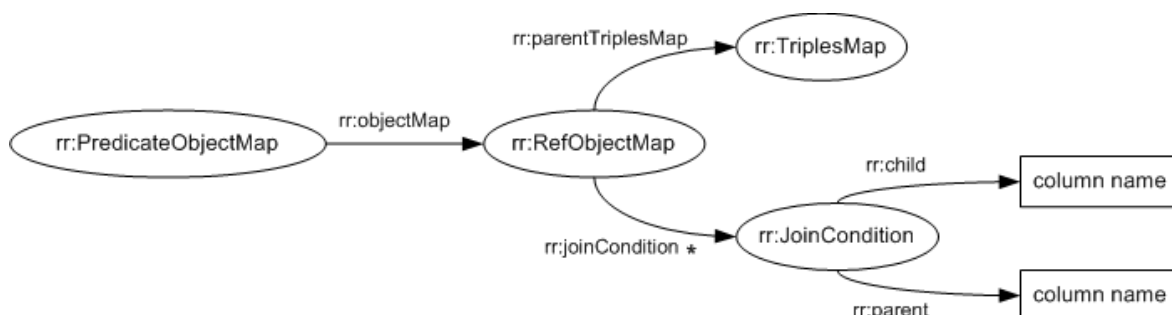 rr:parentTriplesMap
rr:TriplesMap
rr:objectMap
rr:PredicateObjectMap
rr:RefObjectMap
rr:child
column name
rr:joinCondition *
rr:JoinCondition
column name
rr:parent